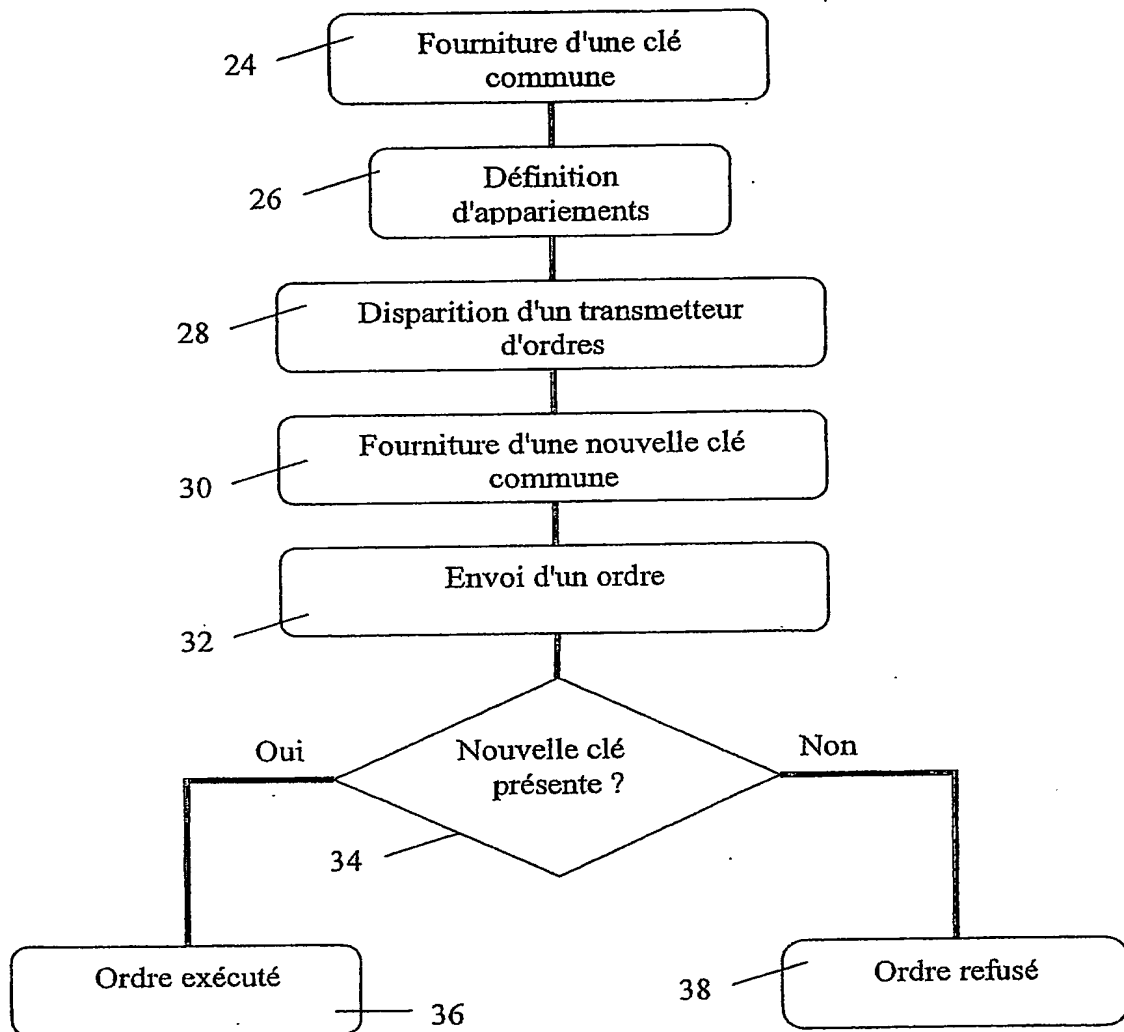 24
Fourniture d'une clé
commune
26
Définition
d'appariements
28
Disparition d'un transmetteur
d'ordres
30
Fourniture d'une nouvelle clé
commune
32
Envoi d'un ordre
Oui
Nouvelle clé
présente ?
Non
34
Ordre exécuté
36
38
Ordre refusé